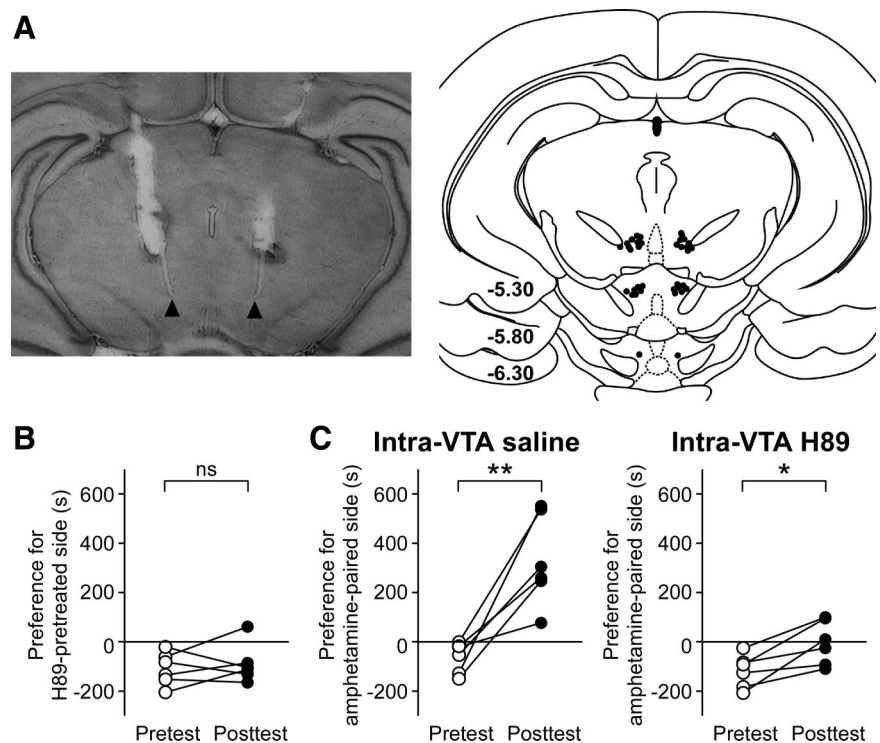 A
-5.30
-5.80
-6.30
B
ns
Preference for
H89-pretreated side (s)
600
400
200
0
-200
Pretest Posttest
C
Intra-VTA saline
**
Preference for
amphetamine-paired side (s)
600
400
200
0
-200
Pretest Posttest
Intra-VTA H89
*
Preference for
amphetamine-paired side (s)
600
400
200
0
-200
Pretest Posttest